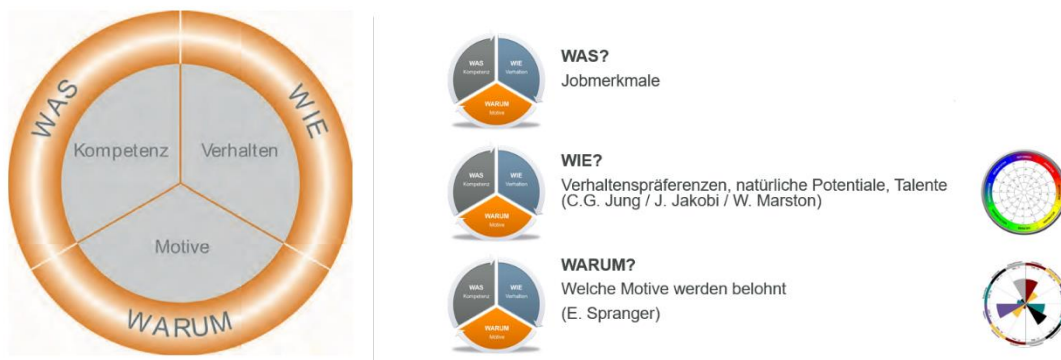 WAS
WIE
Kompetenz
Verhalten
Motive
WARUM
WAS
Kompetenz
WIE
Verhalten
WARUM
Motive
WAS?
Jobmerkmale
WAS
Kompetenz
WIE
Verhalten
WARUM
Motive
WIE?
Verhaltenspräferenzen, natürliche Potentiale, Talente
(C.G. Jung / J. Jakobi / W. Marston)
WAS
Kompetenz
WIE
Verhalten
WARUM
Motive
WARUM?
Welche Motive werden belohnt
(E. Spranger)